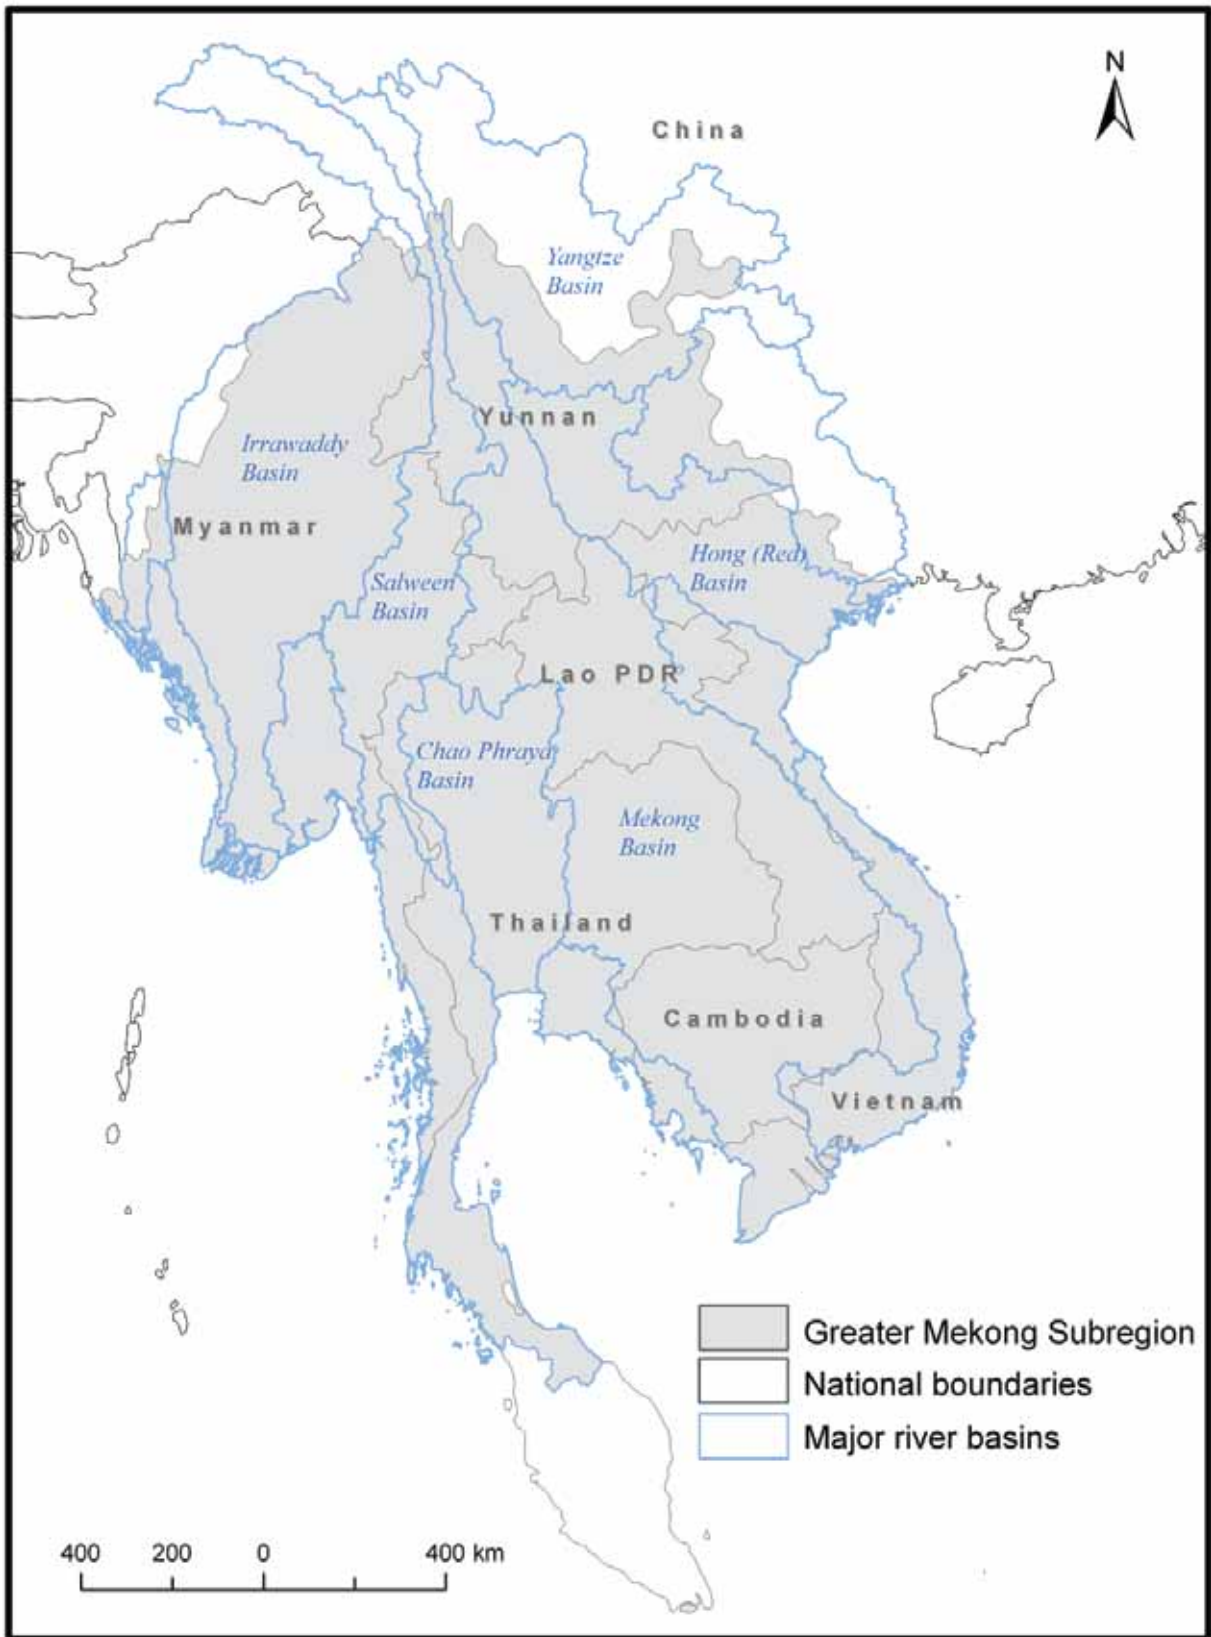 N
China
Yangtze
Basin
Yunnan
Irrawaddy
Basin
Myanmar
Hong (Red)
Basin
Salween
Basin
Lao PDR
Chao Phraya
Basin
Mekong
Basin
Thailand
Cambodia
Vietnam
Greater Mekong Subregion
National boundaries
Major river basins
400 200 0 400 km